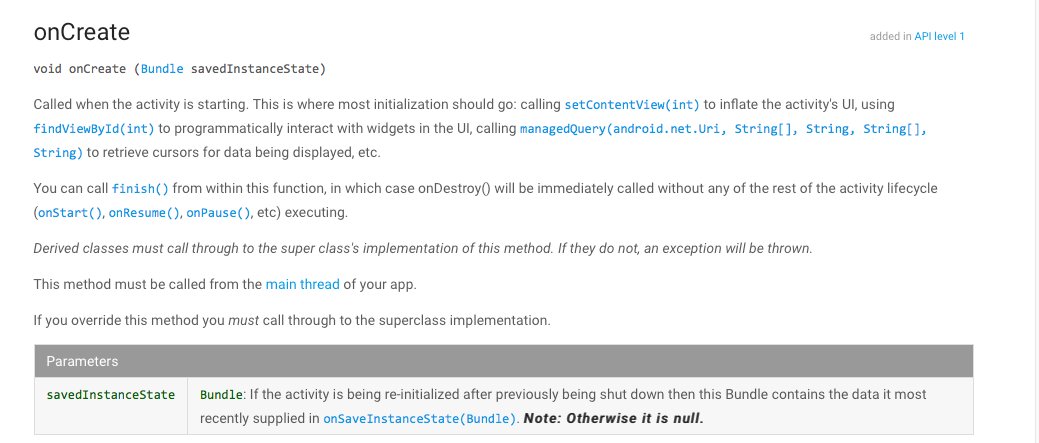 onCreate
added in API level 1
void onCreate (Bundle savedInstanceState)
Called when the activity is starting. This is where most initialization should go: calling setContentView(int) to inflate the activity's UI, using
findViewById(int) to programmatically interact with widgets in the UI, calling managedQuery(android.net.Uri, String[], String, String[],
String) to retrieve cursors for data being displayed, etc.
You can call finish() from within this function, in which case onDestroy() will be immediately called without any of the rest of the activity lifecycle
(onStart(), onResume(), onPause(), etc) executing.
Derived classes must call through to the super class's implementation of this method. If they do not, an exception will be thrown.
This method must be called from the main thread of your app.
If you override this method you must call through to the superclass implementation.
Parameters
savedInstanceState
Bundle: If the activity is being re-initialized after previously being shut down then this Bundle contains the data it most
recently supplied in onSaveInstanceState(Bundle). Note: Otherwise it is null.